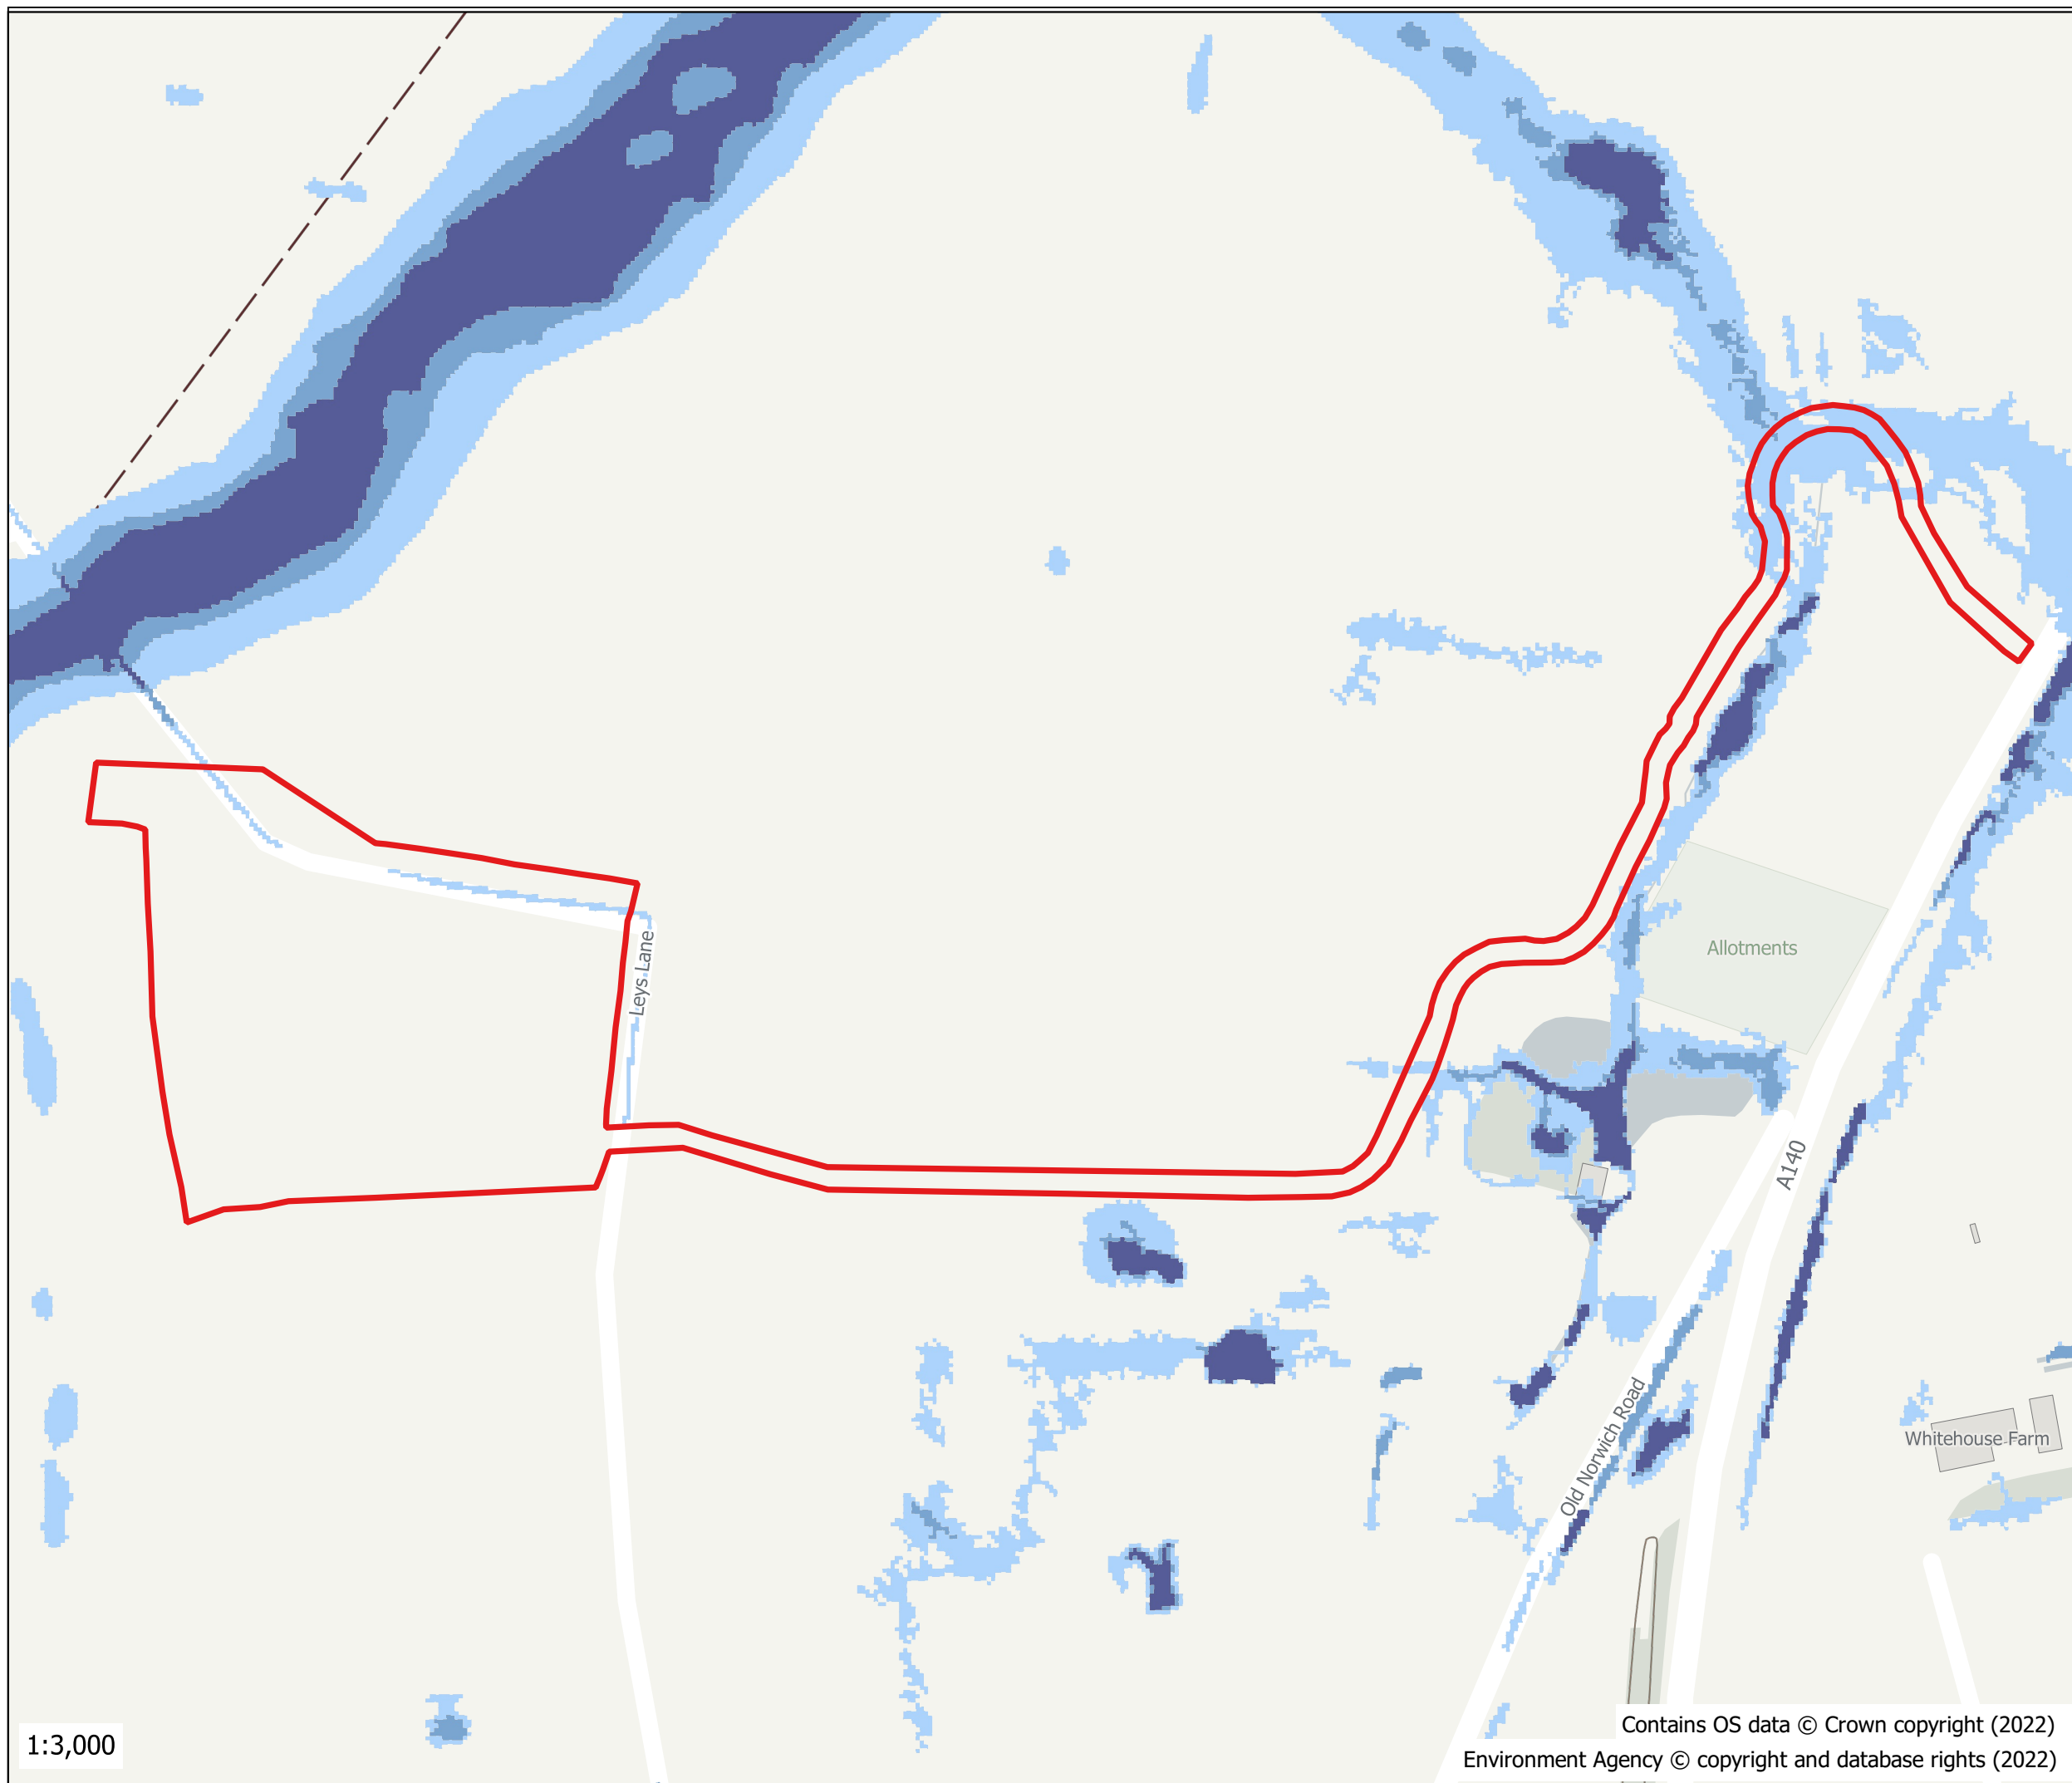 Leys Lane
Allotments
A140
Old Norwich Road
Whitehouse Farm
1:3,000
Contains OS data © Crown copyright (2022)
Environment Agency © copyright and database rights (2022)